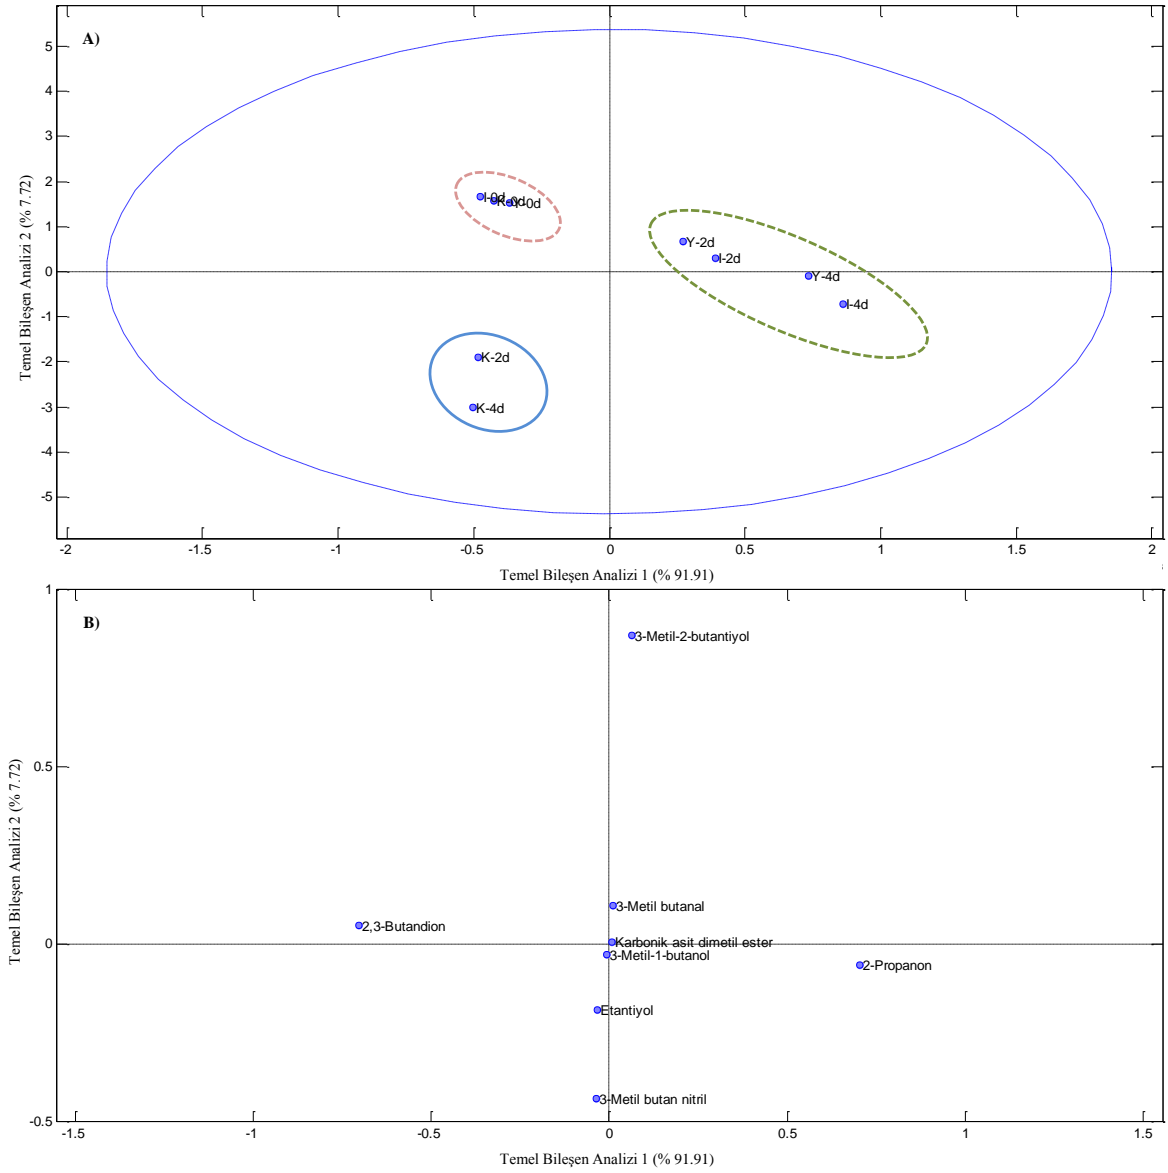 A)
5
4
3
2
1
0
-1
-2
-3
-4
-5
Temel Bileşen Analizi 2 (% 7.72)
I-0d
K-0d
Y-0d
Y-2d
I-2d
Y-4d
I-4d
K-2d
K-4d
-2 -1.5 -1 -0.5 0 0.5 1 1.5 2
Temel Bileşen Analizi 1 (% 91.91)
B)
1
0.5
0
-0.5
Temel Bileşen Analizi 2 (% 7.72)
3-Metil-2-butantiyol
3-Metil butanal
2,3-Butandion
Karbonik asit dimetil ester
3-Metil-1-butanol
2-Propanon
Etantiyol
3-Metil butan nitril
-1.5 -1 -0.5 0 0.5 1 1.5
Temel Bileşen Analizi 1 (% 91.91)